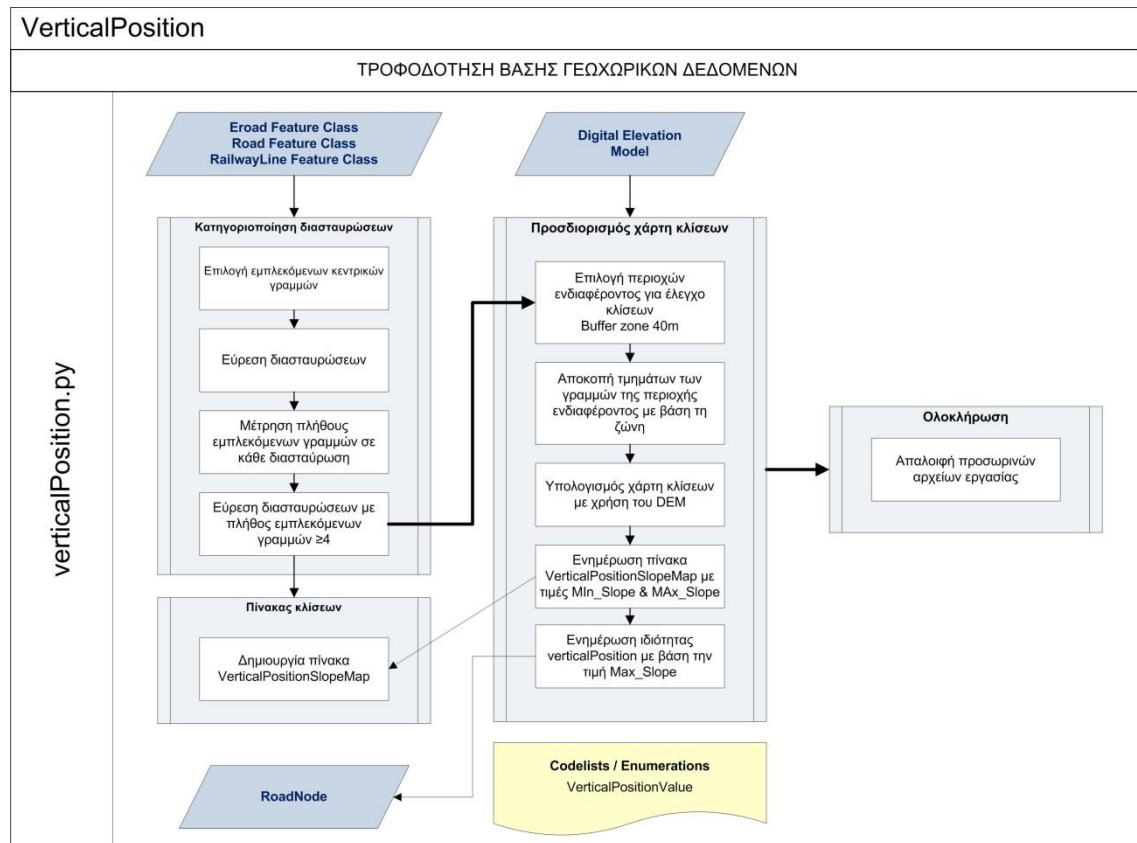 VerticalPosition
ΤΡΟΦΟΔΟΤΗΣΗ ΒΑΣΗΣ ΓΕΩΧΩΡΙΚΩΝ ΔΕΔΟΜΕΝΩΝ
verticalPosition.py
Eroad Feature Class
Road Feature Class
RailwayLine Feature Class
Κατηγοριοποίηση διασταυρώσεων
Επιλογή εμπλεκόμενων κεντρικών
γραμμών
Εύρεση διασταυρώσεων
Μέτρηση πλήθους
εμπλεκόμενων γραμμών σε
κάθε διασταύρωση
Εύρεση διασταυρώσεων με
πλήθος εμπλεκόμενων
γραμμών ≥4
Πίνακας κλίσεων
Δημιουργία πίνακα
VerticalPositionSlopeMap
RoadNode
Digital Elevation
Model
Προσδιορισμός χάρτη κλίσεων
Επιλογή περιοχών
ενδιαφέροντος για έλεγχο
κλίσεων
Buffer zone 40m
Αποκοπή τμημάτων των
γραμμών της περιοχής
ενδιαφέροντος με βάση τη
ζώνη
Υπολογισμός χάρτη κλίσεων
με χρήση του DEM
Ενημέρωση πίνακα
VerticalPositionSlopeMap με
τιμές MIn_Slope & MAx_Slope
Ενημέρωση ιδιότητας
verticalPosition με βάση την
τιμή Max_Slope
Codelists / Enumerations
VerticalPositionValue
Ολοκλήρωση
Απαλοιφή προσωρινών
αρχείων εργασίας